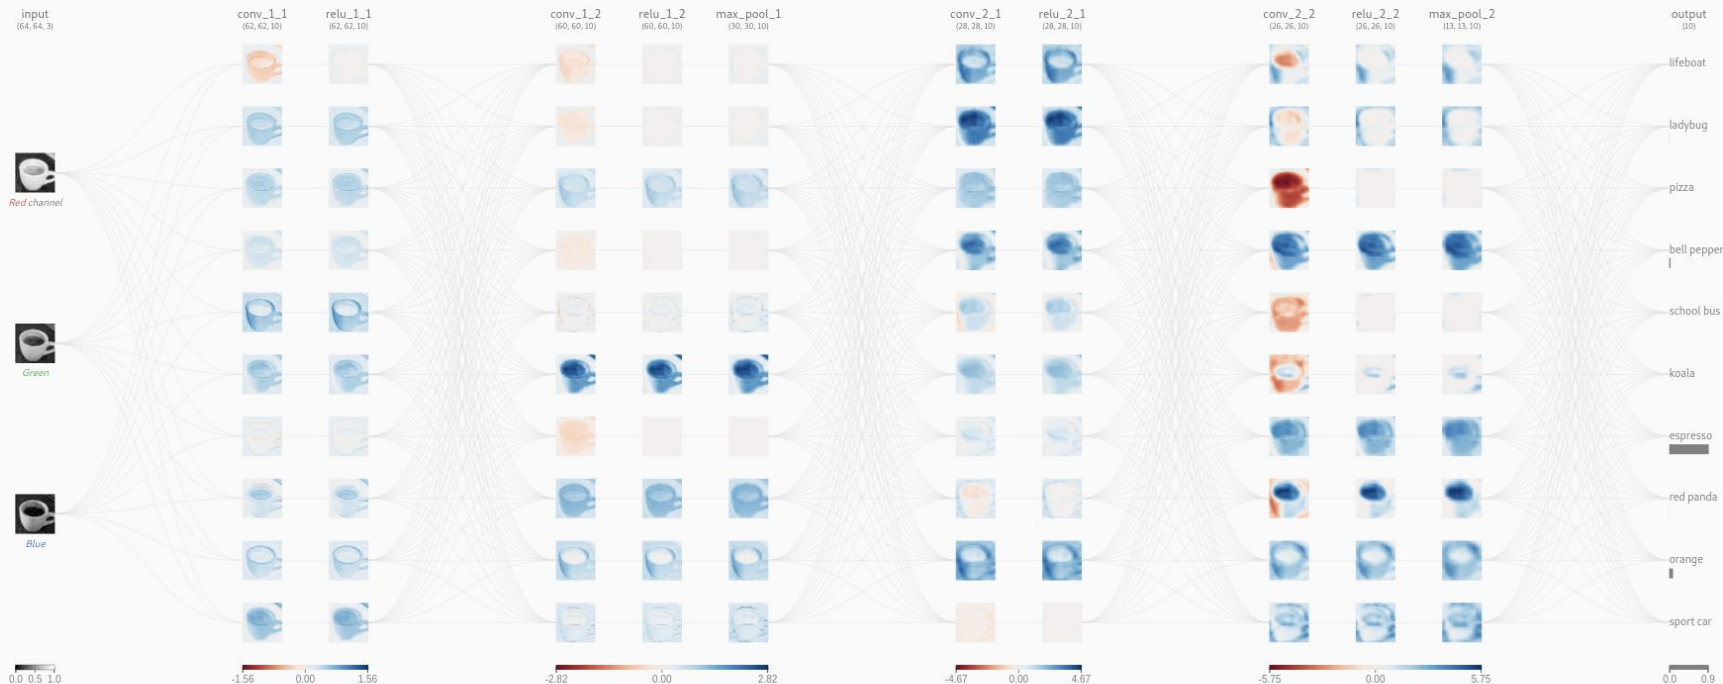 input conv_1_1 relu_1_1 conv_1_2 relu_1_2 max_pool_1 conv_2_1 relu_2_1 conv_2_2 relu_2_2 max_pool_2 output
(64, 64, 3) (62, 62, 10) (62, 62, 10) (60, 60, 10) (60, 60, 10) (30, 30, 10) (28, 28, 10) (28, 28, 10) (26, 26, 10) (26, 26, 10) (13, 13, 10) (10)
lifeboat
ladybug
pizza
Red channel
bell pepper
school bus
Green
koala
espresso
red panda
Blue
orange
sport car
0.0 0.5 1.0 -1.56 0.00 1.56 -2.82 0.00 2.82 -4.67 0.00 4.67 -5.75 0.00 5.75 0.0 0.9